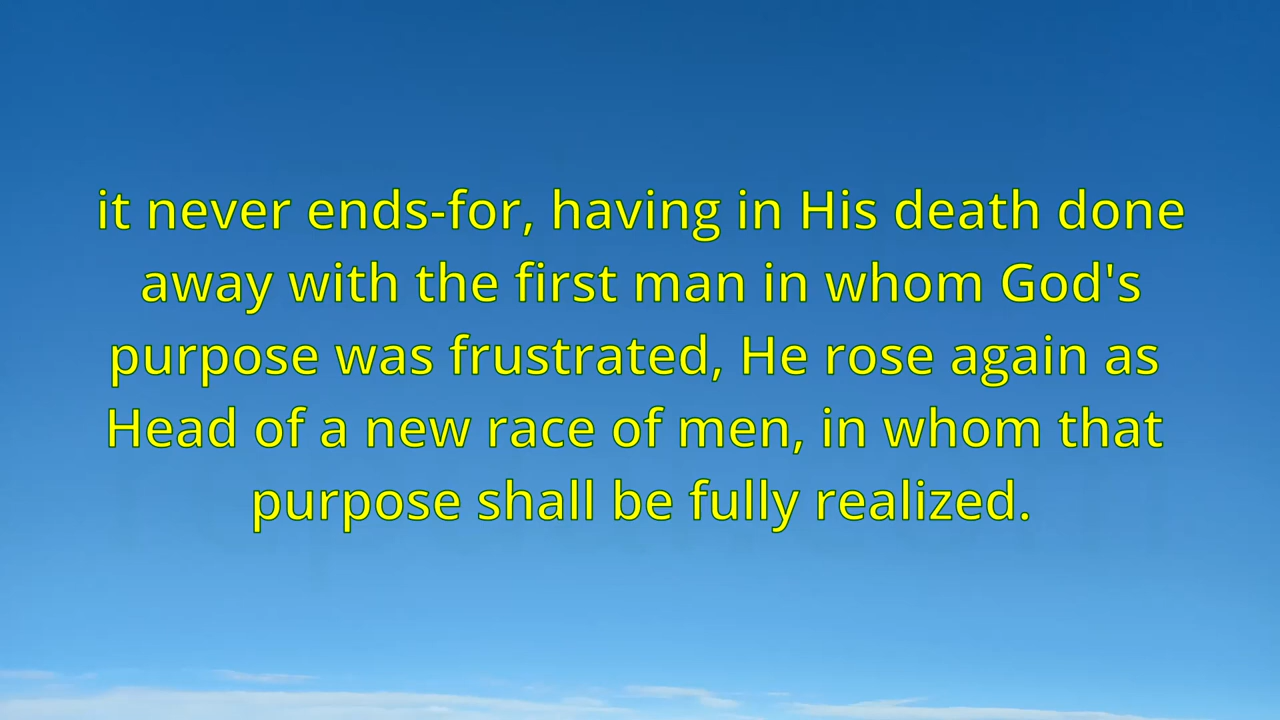 it never ends-for, having in His death done
away with the first man in whom God's
purpose was frustrated, He rose again as
Head of a new race of men, in whom that
purpose shall be fully realized.